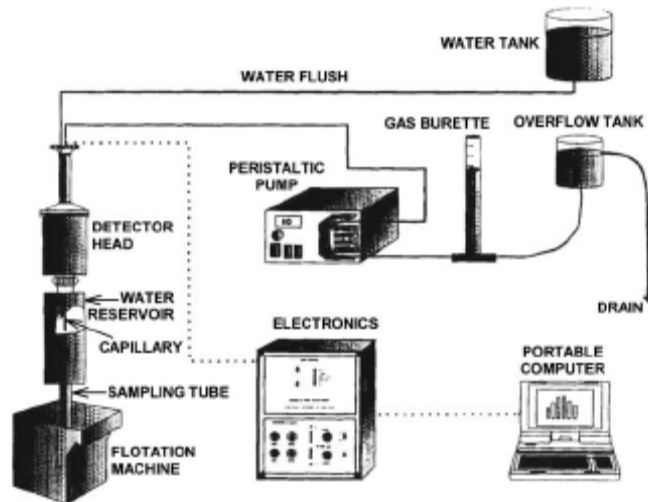 WATER TANK
WATER FLUSH
GAS BURETTE
OVERFLOW TANK
PERISTALTIC
PUMP
DETECTOR
HEAD
WATER
RESERVOIR
CAPILLARY
SAMPLING TUBE
FLOTATION
MACHINE
ELECTRONICS
DRAIN
PORTABLE
COMPUTER